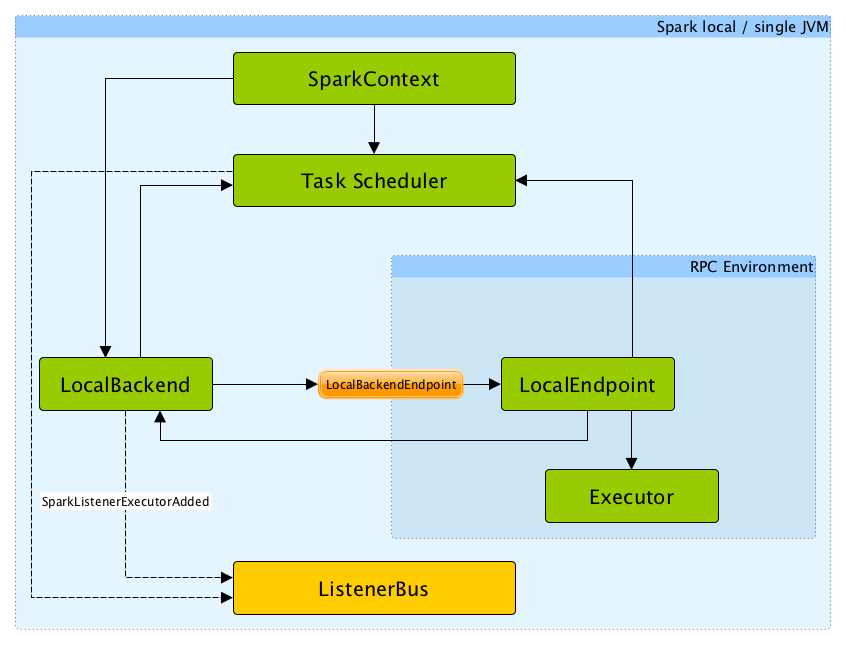 Spark local / single JVM
SparkContext
Task Scheduler
RPC Environment
LocalBackend
LocalBackendEndpoint
LocalEndpoint
Executor
SparkListenerExecutorAdded
ListenerBus